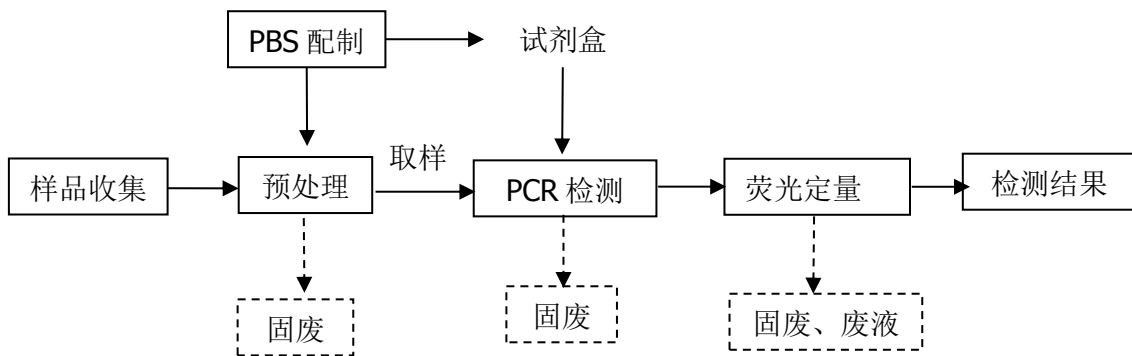 PBS 配制
试剂盒
取样
样品收集
预处理
PCR 检测
荧光定量
检测结果
固废
固废
固废、废液